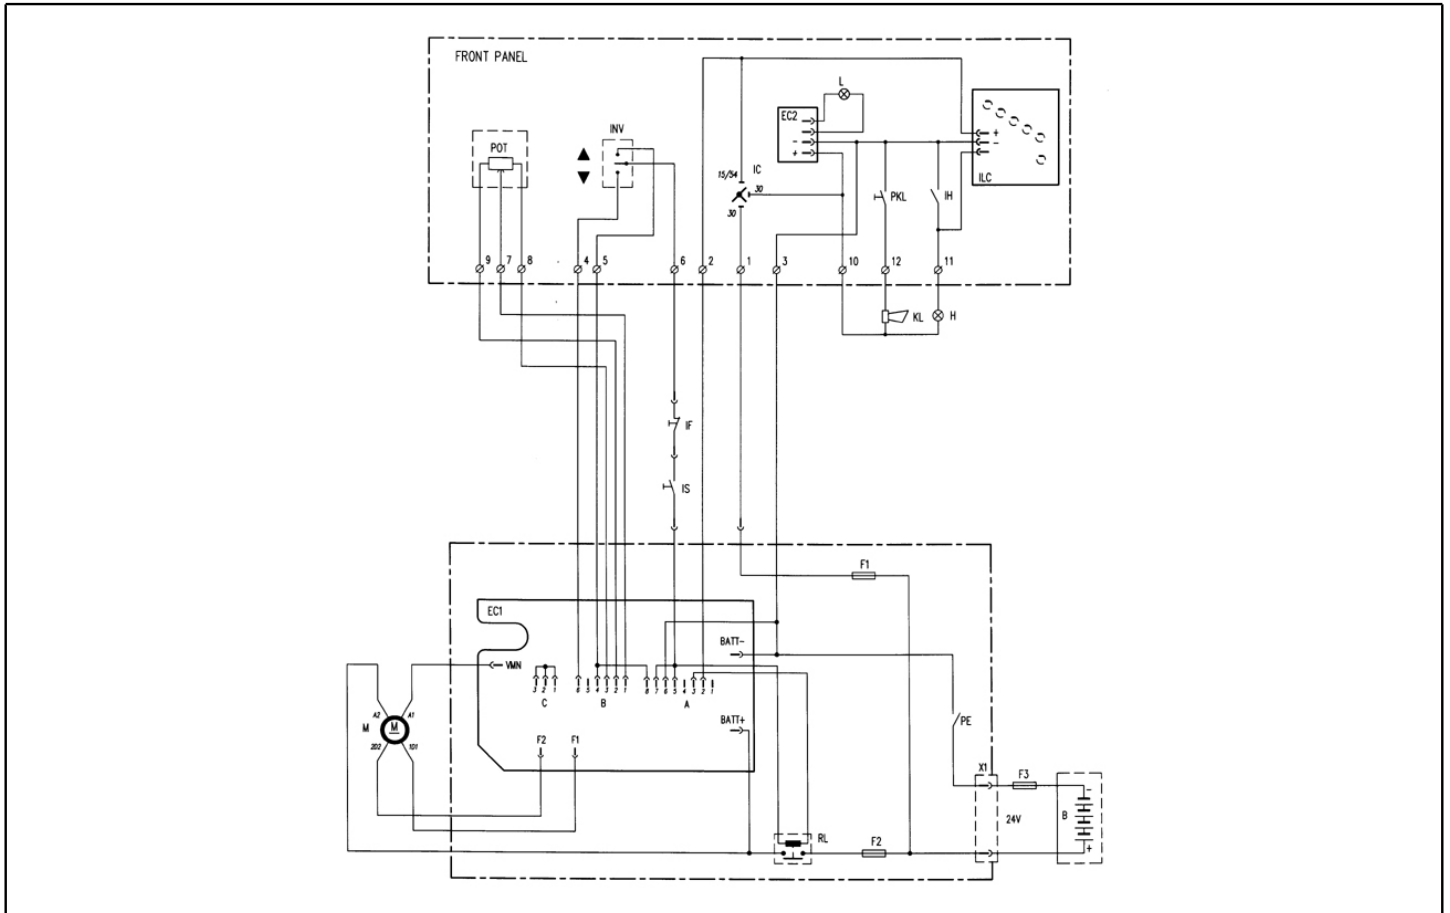 FRONT PANEL
L
EC2
-
+
+
-
ILC
INV
POT
IC
15/54
30
30
PKL
IH
9 7 8 4 5 6 2 1 3 10 12 11
KL
H
IF
IS
F1
EC1
BATT-
VMN
3 2 1 6 5 4 3 2 1 8 7 6 5 4 3 2 1
C B A
A2 A1
M
M
2D2 1D1
BATT+
F2 F1
PE
X1
F3
-
24V
B
+
RL
F2